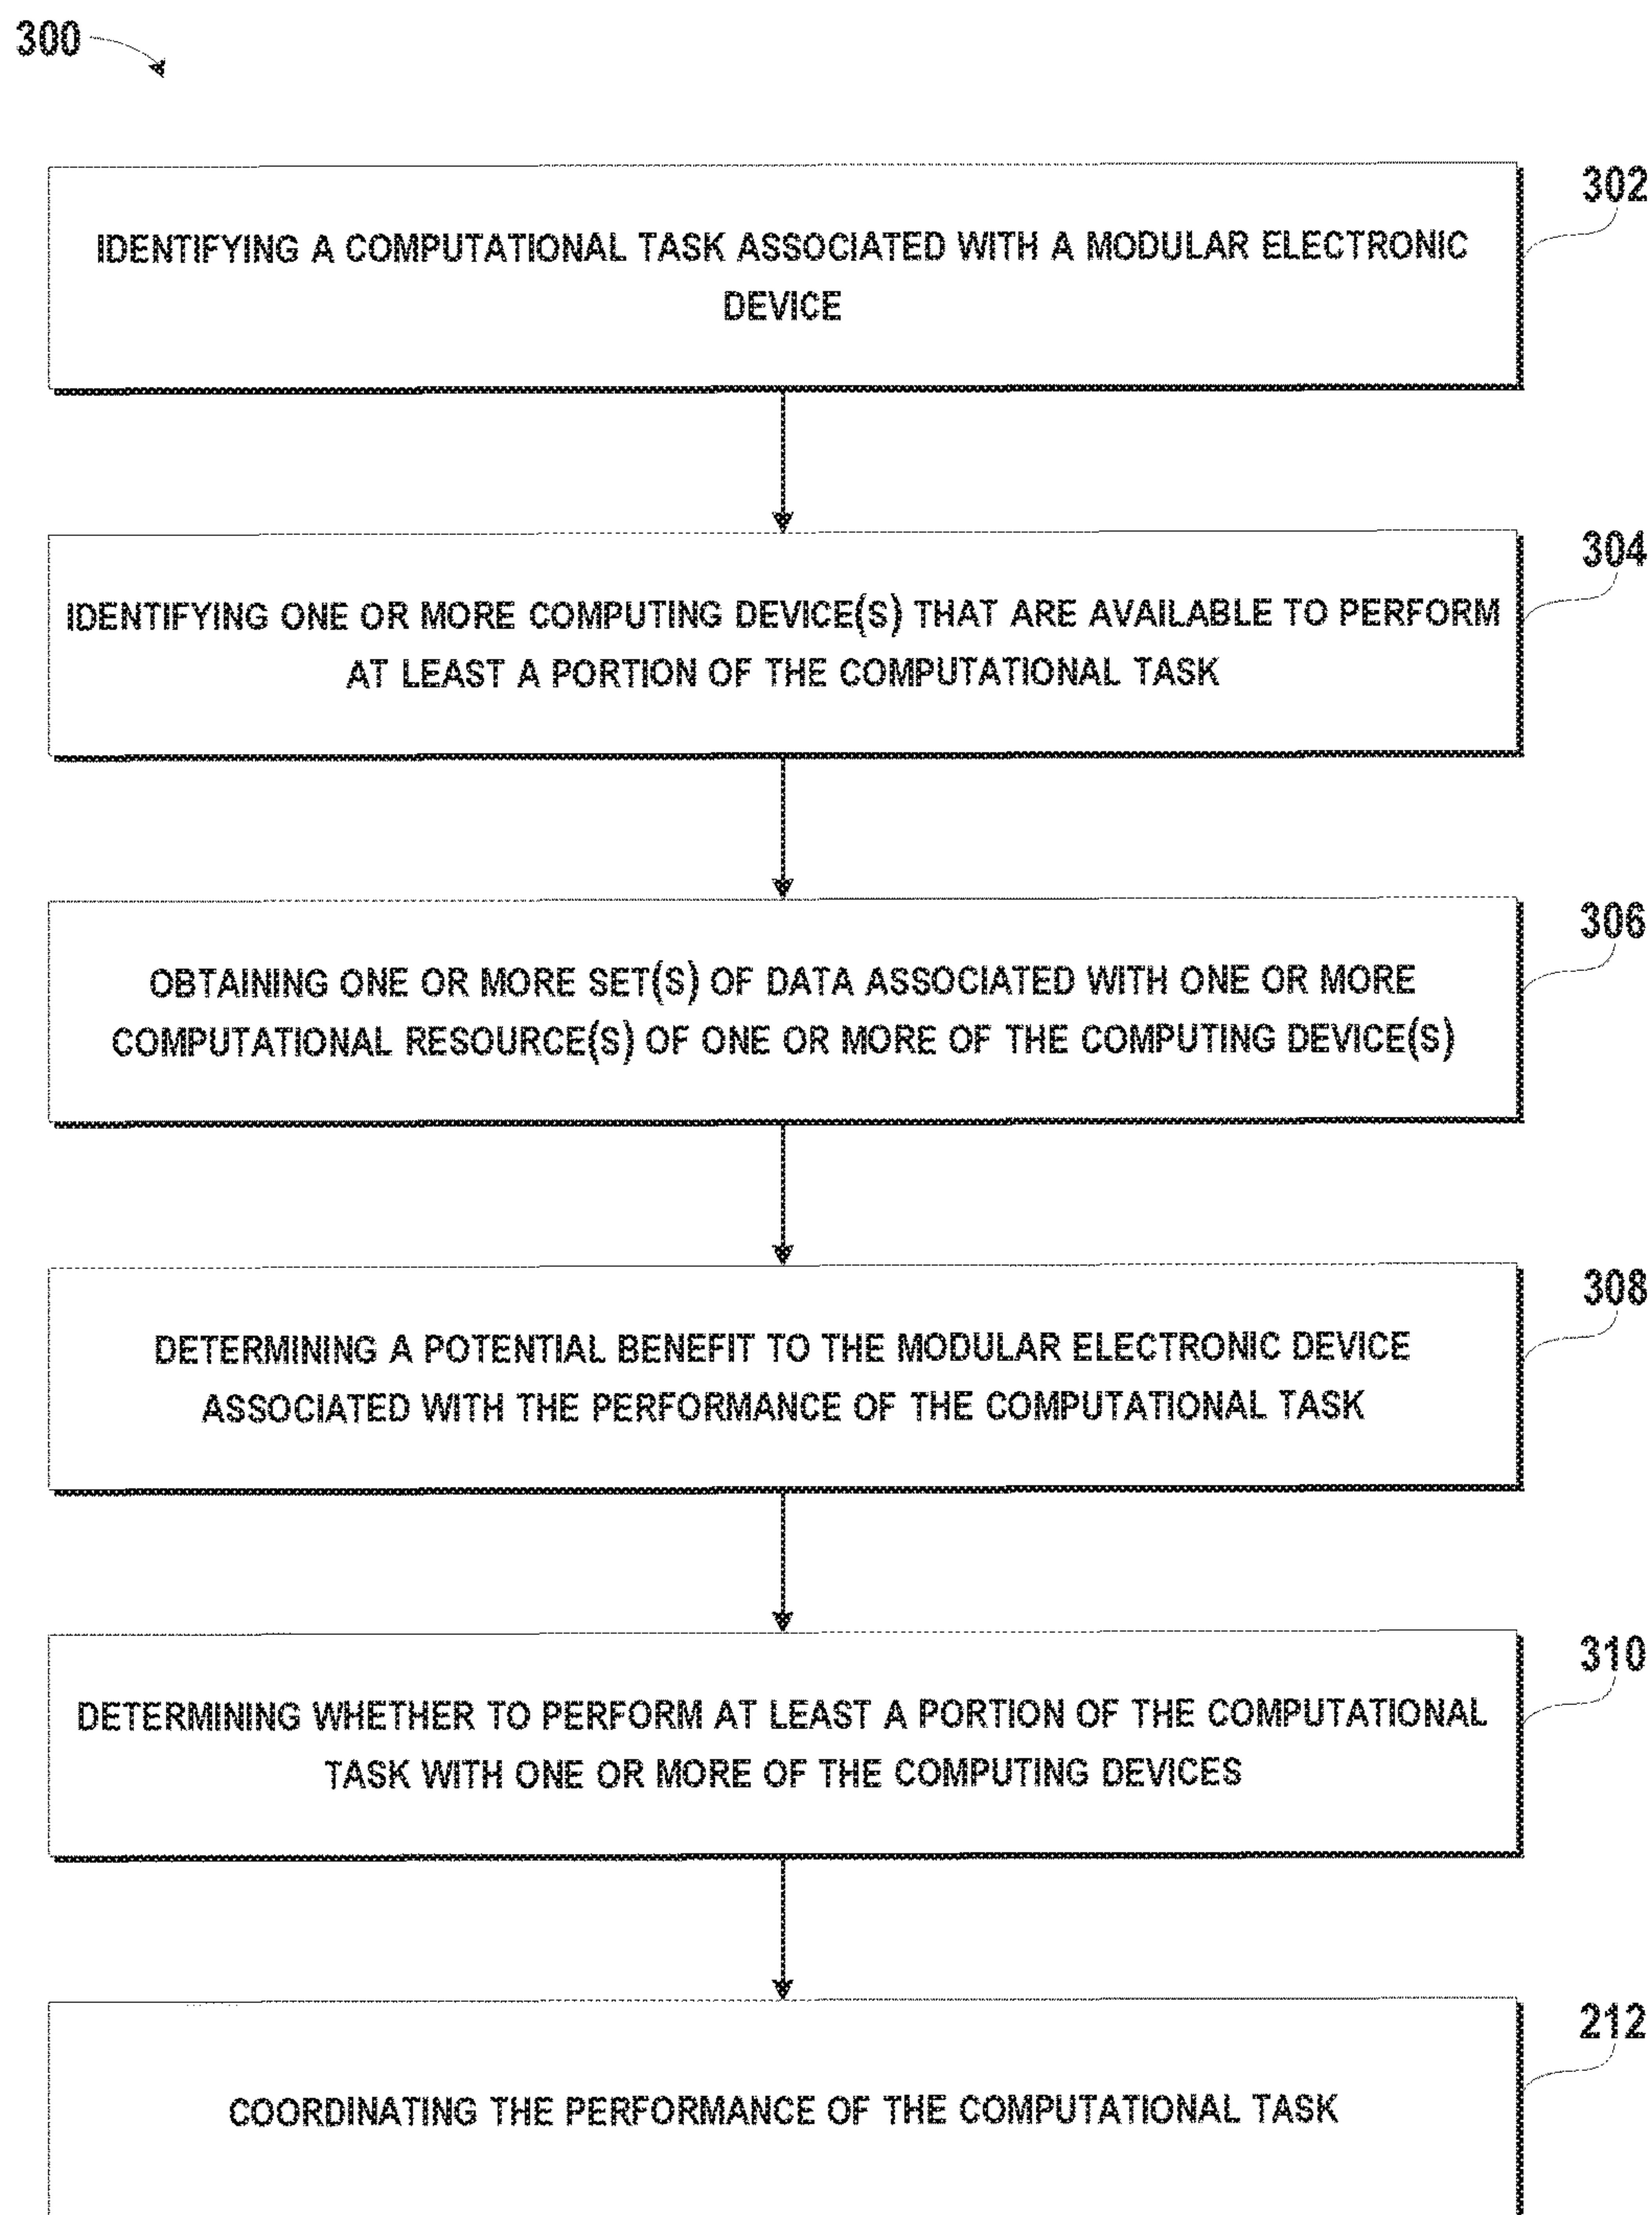 300
302
IDENTIFYING A COMPUTATIONAL TASK ASSOCIATED WITH A MODULAR ELECTRONIC
DEVICE
304
IDENTIFYING ONE OR MORE COMPUTING DEVICE(S) THAT ARE AVAILABLE TO PERFORM
AT LEAST A PORTION OF THE COMPUTATIONAL TASK
306
OBTAINING ONE OR MORE SET(S) OF DATA ASSOCIATED WITH ONE OR MORE
COMPUTATIONAL RESOURCE(S) OF ONE OR MORE OF THE COMPUTING DEVICE(S)
308
DETERMINING A POTENTIAL BENEFIT TO THE MODULAR ELECTRONIC DEVICE
ASSOCIATED WITH THE PERFORMANCE OF THE COMPUTATIONAL TASK
310
DETERMINING WHETHER TO PERFORM AT LEAST A PORTION OF THE COMPUTATIONAL
TASK WITH ONE OR MORE OF THE COMPUTING DEVICES
212
COORDINATING THE PERFORMANCE OF THE COMPUTATIONAL TASK